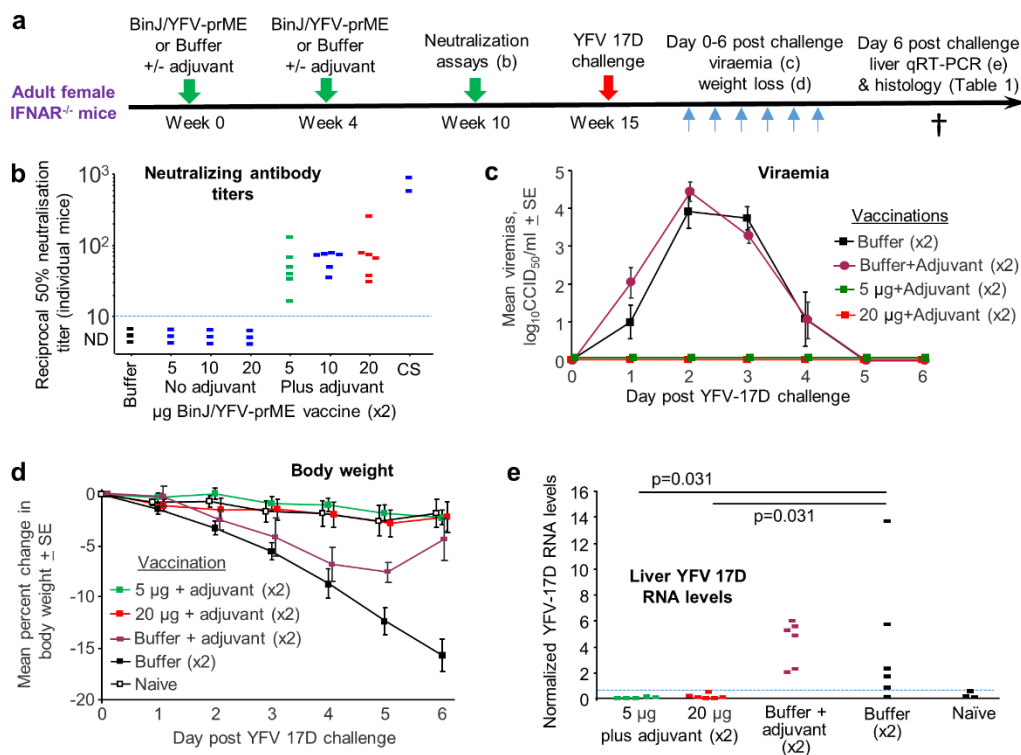 a
BinJ/YFV-prME
or Buffer
+/- adjuvant
BinJ/YFV-prME
or Buffer
+/- adjuvant
Neutralization
assays (b)
YFV 17D
challenge
Day 0-6 post challenge
viraemia (c)
weight loss (d)
Day 6 post challenge
liver qRT-PCR (e)
& histology (Table 1)
Adult female
IFNAR-/- mice
Week 0
Week 4
Week 10
Week 15
†
b
Neutralizing antibody
titers
Reciprocal 50% neutralisation
titer (individual mice)
10³
10²
10
ND
Buffer
5
10
20
5
10
20
CS
No adjuvant
Plus adjuvant
µg BinJ/YFV-prME vaccine (x2)
c
Viraemia
Mean viremias,
log₁₀CCID₅₀/ml ± SE
5
4
3
2
1
0
0
1
2
3
4
5
6
Day post YFV-17D challenge
Vaccinations
Buffer (x2)
Buffer+Adjuvant (x2)
5 µg+Adjuvant (x2)
20 µg+Adjuvant (x2)
d
Body weight
Mean percent change in
body weight ± SE
0
-5
-10
-15
-20
0
1
2
3
4
5
6
Day post YFV 17D challenge
Vaccination
5 µg + adjuvant (x2)
20 µg + adjuvant (x2)
Buffer + adjuvant (x2)
Buffer (x2)
Naive
e
p=0.031
p=0.031
Liver YFV 17D
RNA levels
Normalized YFV-17D RNA levels
16
14
12
10
8
6
4
2
0
5 µg
20 µg
plus adjuvant (x2)
Buffer +
adjuvant
(x2)
Buffer
(x2)
Naïve